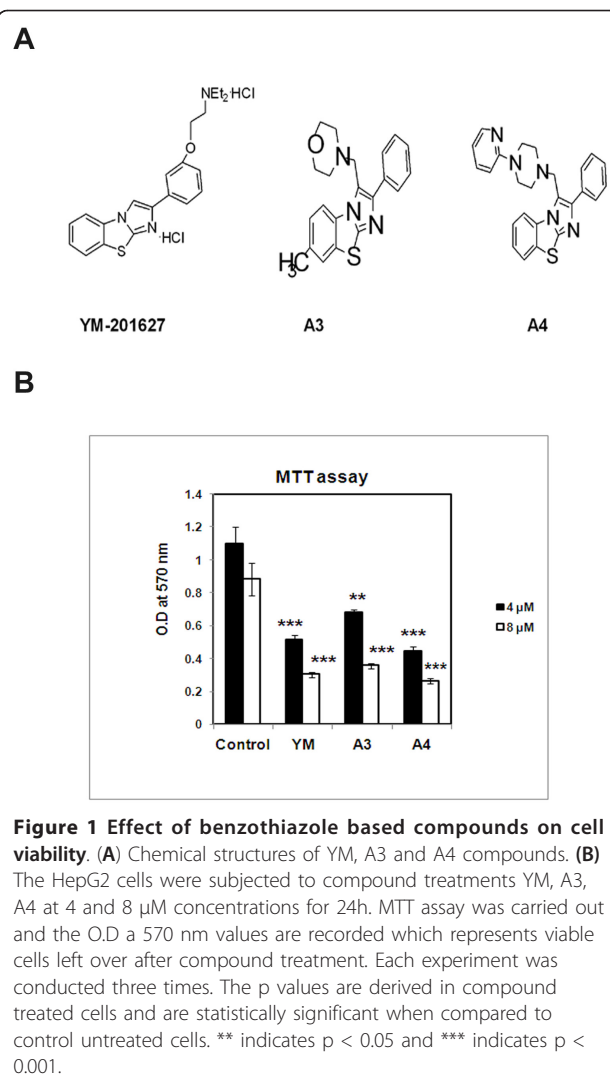 A
NEt₂·HCl
O
N
N
·HCl
S
O
N
N
N
S
H₃C
N
N
N
N
N
S
YM-201627
A3
A4
B
MTT assay
1.4
1.2
1
0.8
0.6
0.4
0.2
0
O.D at 570 nm
***
***
**
***
***
***
4 µM
8 µM
Control
YM
A3
A4
Figure 1 Effect of benzothiazole based compounds on cell
viability. (A) Chemical structures of YM, A3 and A4 compounds. (B)
The HepG2 cells were subjected to compound treatments YM, A3,
A4 at 4 and 8 µM concentrations for 24h. MTT assay was carried out
and the O.D a 570 nm values are recorded which represents viable
cells left over after compound treatment. Each experiment was
conducted three times. The p values are derived in compound
treated cells and are statistically significant when compared to
control untreated cells. ** indicates p < 0.05 and *** indicates p <
0.001.